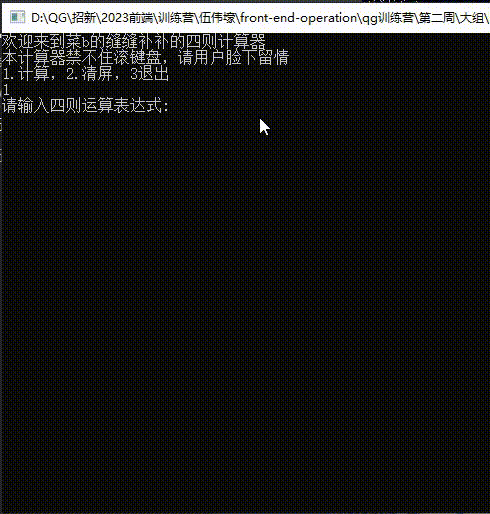 D:\QG\招新\2023前端\训练营\伍伟塚\front-end-operation\qg训练营\第二周\大组\
欢迎来到菜b的缝缝补补的四则计算器
本计算器禁不住滚键盘，请用户脸下留情
1.计算，2.清屏，3退出
1
请输入四则运算表达式: